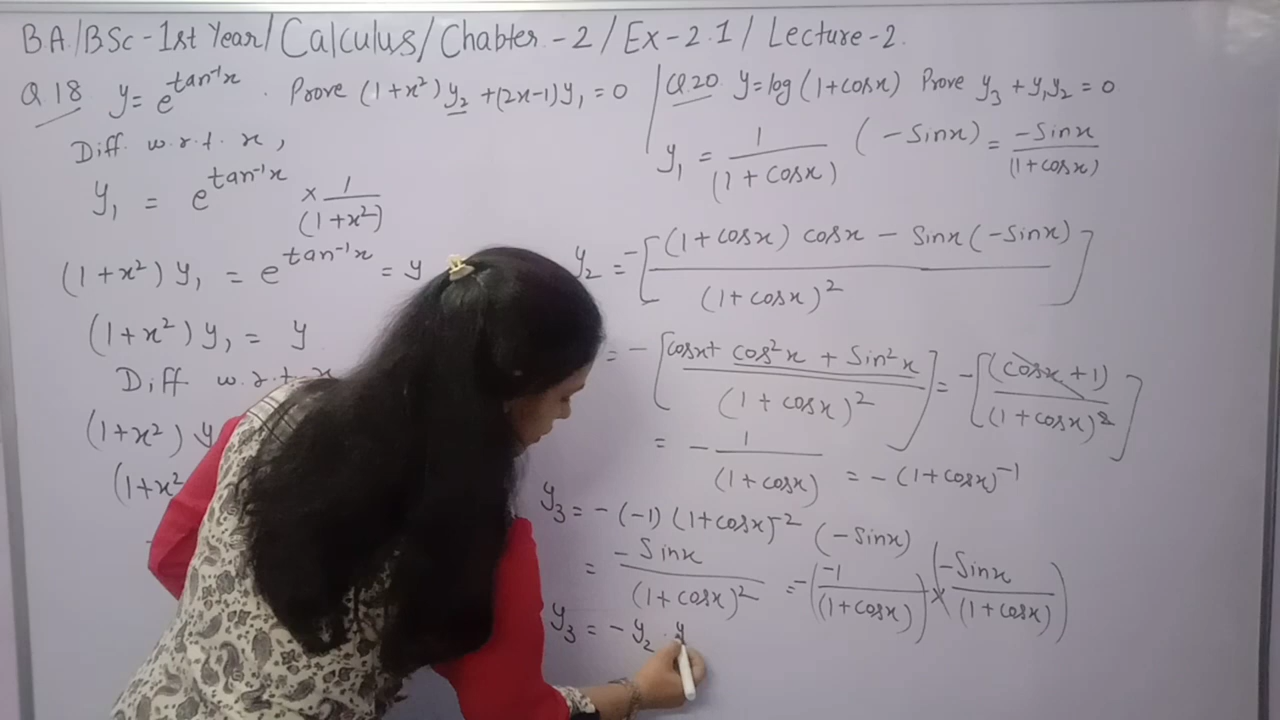 B.A./BSc - 1st Year / Calculus / Chabter - 2 / Ex - 2.1 / Lecture - 2.
Q.18 y = e^{tan⁻¹x} . Prove (1+x²) y₂ + (2x-1) y₁ = 0
Diff. w.r.t. x,
y₁ = e^{tan⁻¹x} × 1/(1+x²)
(1+x²) y₁ = e^{tan⁻¹x} = y
(1+x²) y₁ = y
Diff w.r.t. x
(1+x²) y
(1+x²
Q.20 y = log (1+cosx) Prove y₃ + y₁y₂ = 0
y₁ = 1/(1+cosx) (-Sinx) = -Sinx/(1+cosx)
y₂ = -[(1+cosx) cosx - Sinx(-Sinx)/(1+cosx)²]
= -[cosx + cos²x + Sin²x/(1+cosx)²] = -[(cosx+1)/(1+cosx)²]
= - 1/(1+cosx) = -(1+cosx)⁻¹
y₃ = -(-1) (1+cosx)⁻² (-Sinx)
= -Sinx/(1+cosx)² = -(-1/(1+cosx)) × (-Sinx/(1+cosx))
y₃ = - y₂ . y